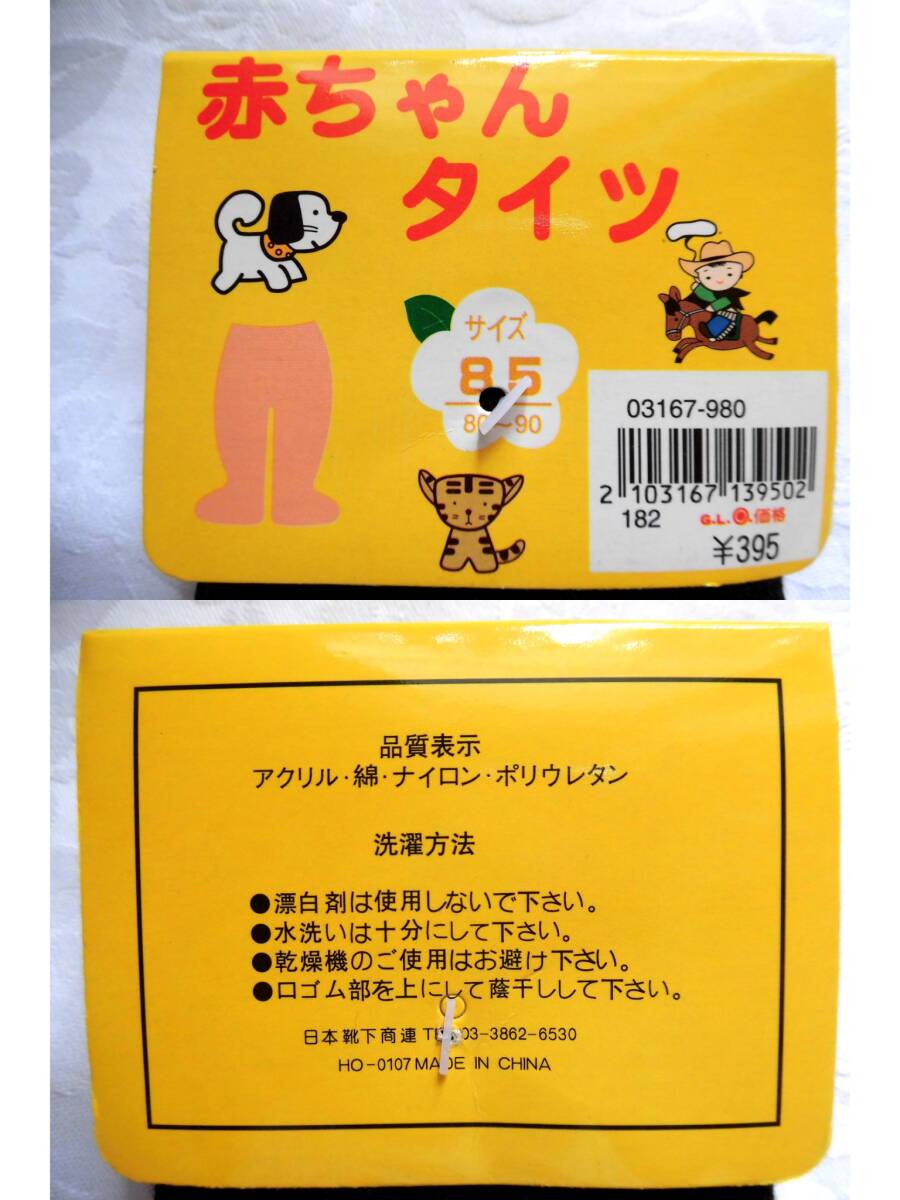 赤ちゃん
タイツ
サイズ
8.5
80~90
03167-980
2 103167 139502
182
G.L.価格
¥395
品質表示
アクリル・綿・ナイロン・ポリウレタン
洗濯方法
●漂白剤は使用しないで下さい。
●水洗いは十分にして下さい。
●乾燥機のご使用はお避け下さい。
●口ゴム部を上にして蔭干しして下さい。
日本靴下商連 03-3862-6530
HO-0107 MADE IN CHINA